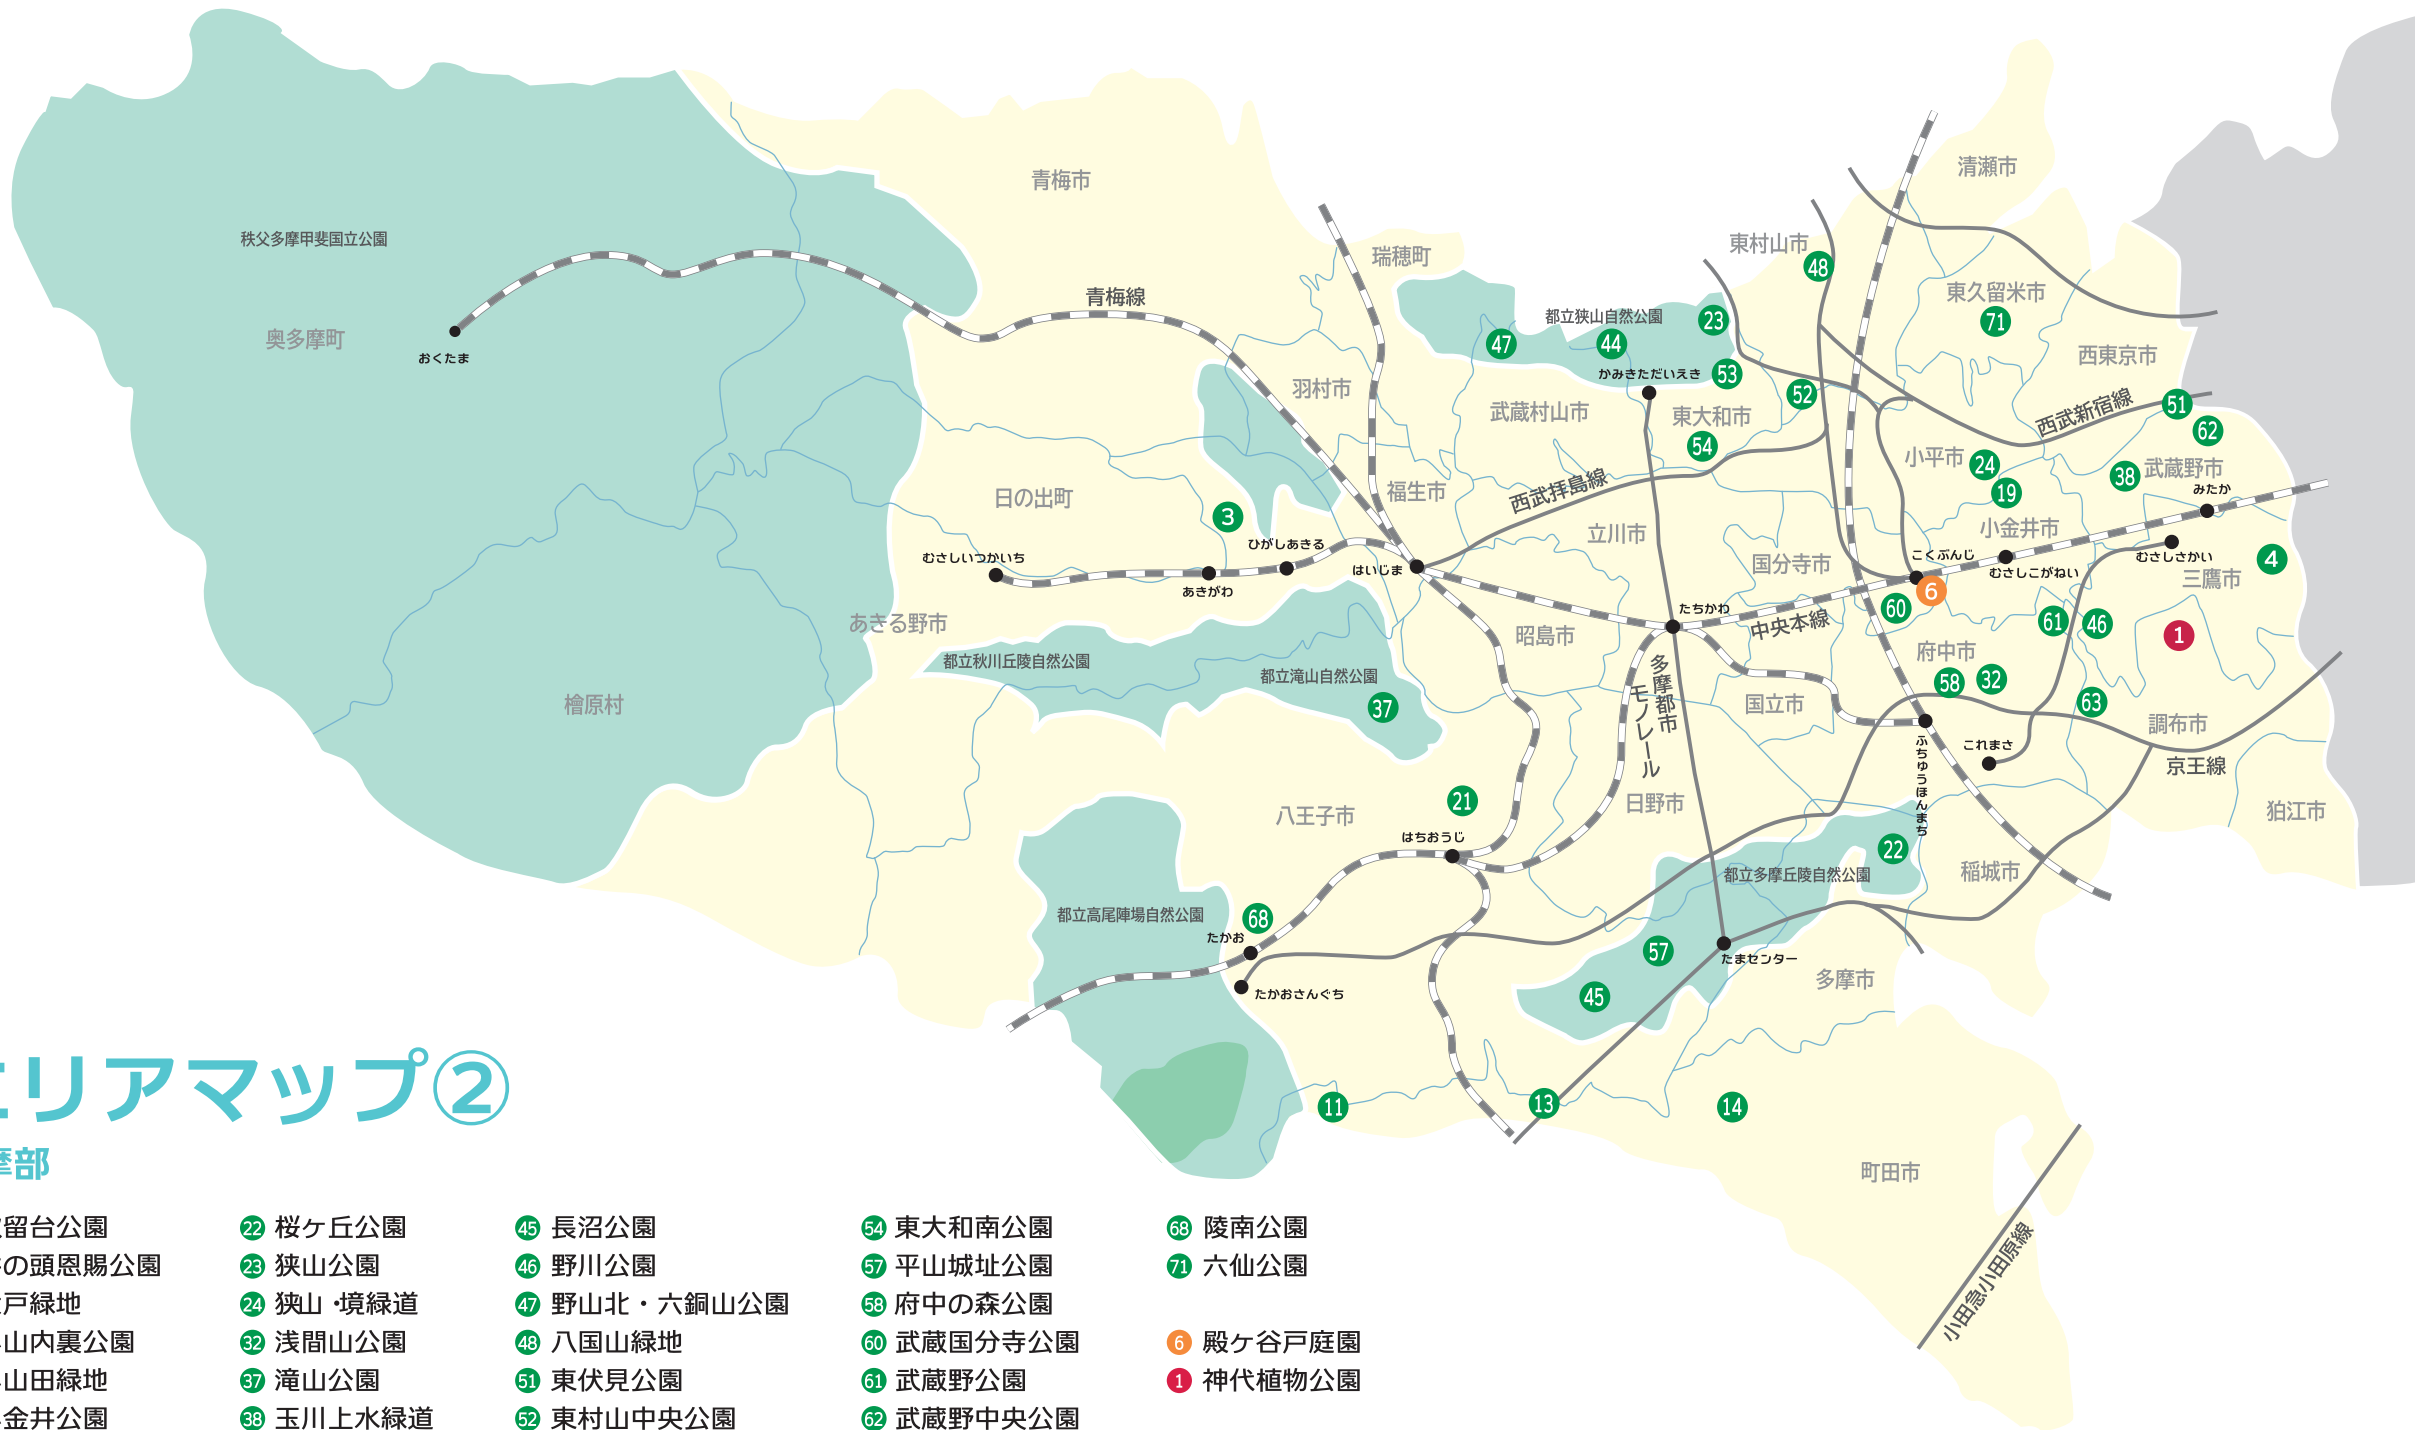 清瀬市
青梅市
秩父多摩甲斐国立公園
東村山市
48
瑞穂町
青梅線
東久留米市
71
都立狭山自然公園
23
47
44
奥多摩町
おくたま
西東京市
かみきただいえき
53
羽村市
52
武蔵村山市
東大和市
西武新宿線
51
62
54
小平市
24
武蔵野市
38
みたか
福生市
西武拝島線
日の出町
19
3
立川市
小金井市
むさしいつかいち
ひがしあきる
はいじま
国分寺市
こくぶんじ
むさしこがねい
むさしさかい
4
三鷹市
あきがわ
6
たちかわ
60
中央本線
61
46
あきる野市
昭島市
1
都立秋川丘陵自然公園
都立滝山自然公園
多摩都市
モノレール
府中市
58
32
檜原村
37
国立市
63
調布市
ふちゅうほんまち
これまさ
京王線
21
日野市
八王子市
狛江市
はちおうじ
22
都立多摩丘陵自然公園
稲城市
都立高尾陣場自然公園
68
たかお
57
たまセンター
たかおさんぐち
45
多摩市
11
13
14
町田市
小田急小田原線
リアマップ②
部
留台公園
の頭恩賜公園
戸緑地
山内裏公園
山田緑地
金井公園
22 桜ヶ丘公園
23 狭山公園
24 狭山・境緑道
32 浅間山公園
37 滝山公園
38 玉川上水緑道
45 長沼公園
46 野川公園
47 野山北・六銅山公園
48 八国山緑地
51 東伏見公園
52 東村山中央公園
54 東大和南公園
57 平山城址公園
58 府中の森公園
60 武蔵国分寺公園
61 武蔵野公園
62 武蔵野中央公園
68 陵南公園
71 六仙公園
6 殿ヶ谷戸庭園
1 神代植物公園